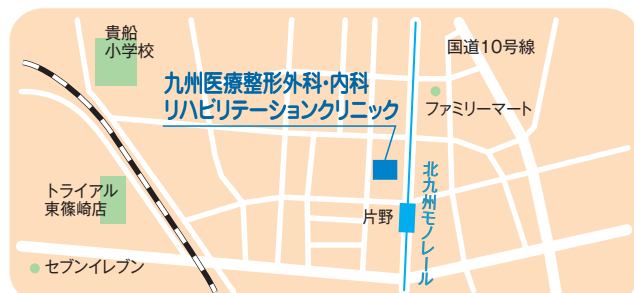 貴船
小学校
国道10号線
九州医療整形外科・内科
リハビリテーションクリニック
ファミリーマート
トライアル
東篠崎店
片野
北九州モノレール
セブンイレブン